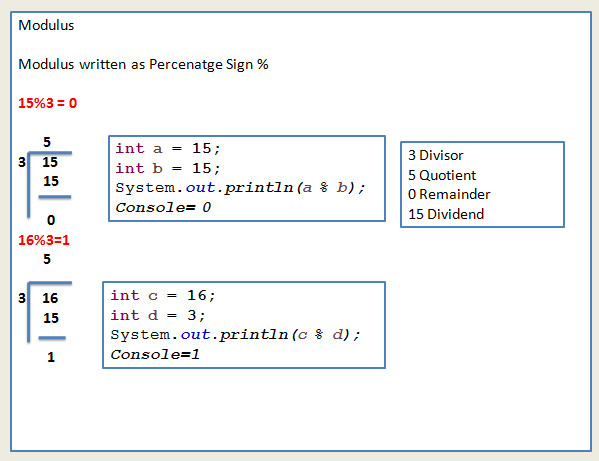 Modulus
Modulus written as Percenatge Sign %
15%3 = 0
5
3 15
15
0
int a = 15;
int b = 15;
System.out.println(a % b);
Console= 0
3 Divisor
5 Quotient
0 Remainder
15 Dividend
16%3=1
5
3 16
15
1
int c = 16;
int d = 3;
System.out.println(c % d);
Console=1